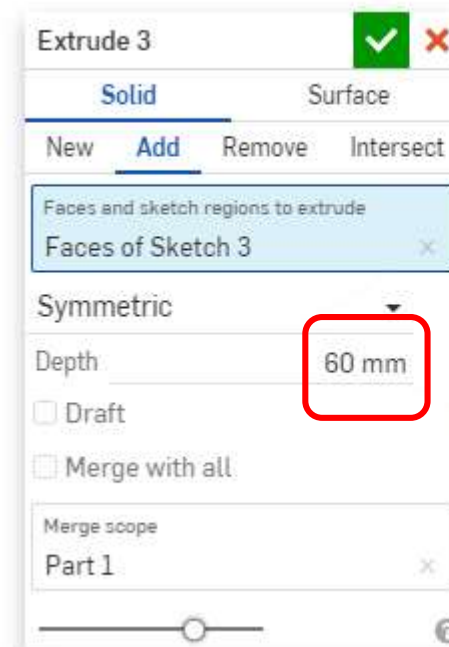 Extrude 3
Solid Surface
New Add Remove Intersect
Faces and sketch regions to extrude
Faces of Sketch 3
Symmetric
Depth 60 mm
Draft
Merge with all
Merge scope
Part 1